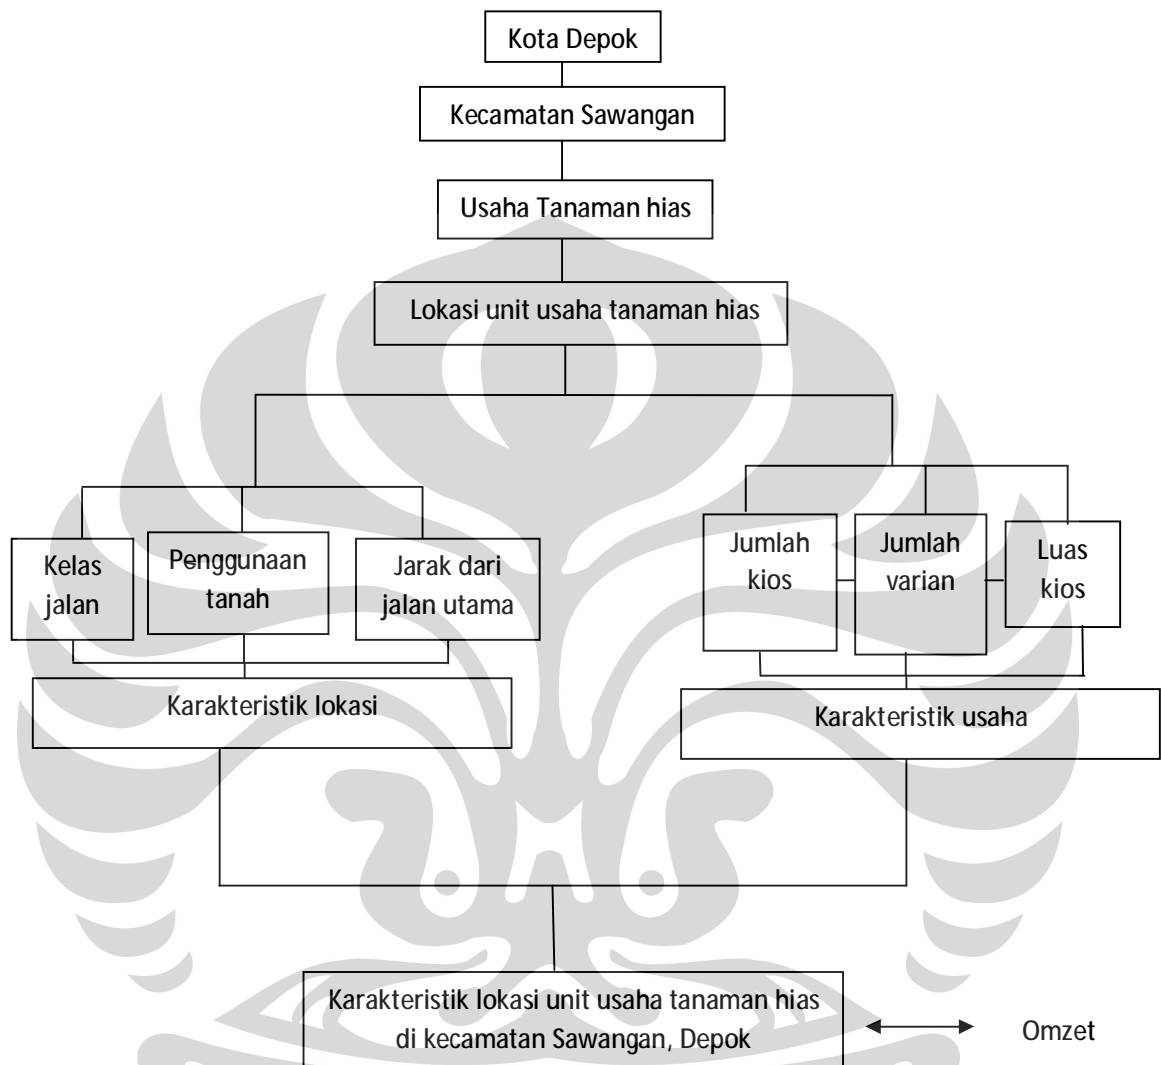 Kota Depok
Kecamatan Sawangan
Usaha Tanaman hias
Lokasi unit usaha tanaman hias
Kelas
jalan
Penggunaan
tanah
Jarak dari
jalan utama
Jumlah
kios
Jumlah
varian
Luas
kios
Karakteristik lokasi
Karakteristik usaha
Karakteristik lokasi unit usaha tanaman hias
di kecamatan Sawangan, Depok
Omzet